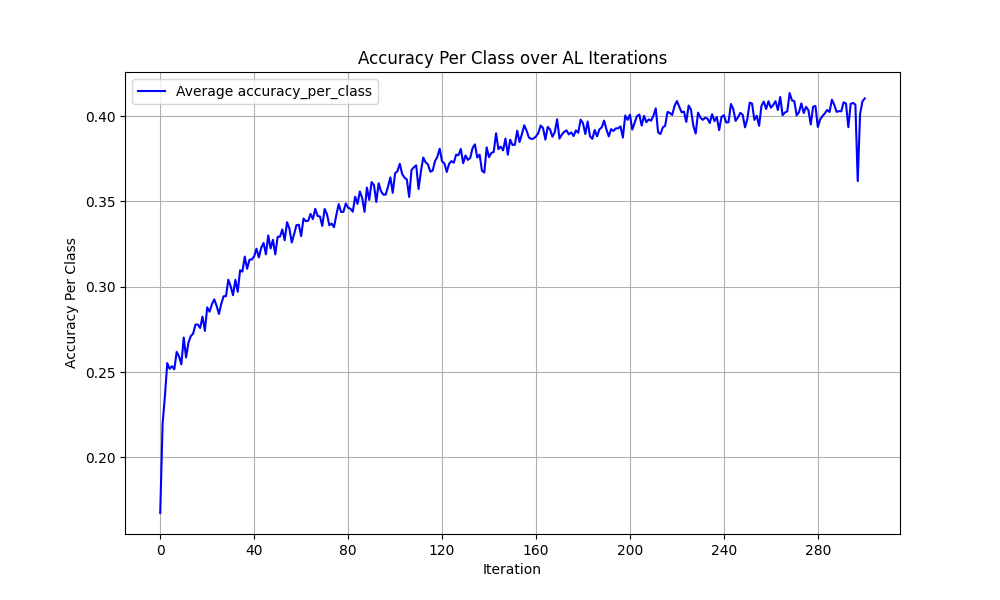 Accuracy Per Class over AL Iterations
Average accuracy_per_class
Accuracy Per Class
0.40
0.35
0.30
0.25
0.20
0 40 80 120 160 200 240 280
Iteration